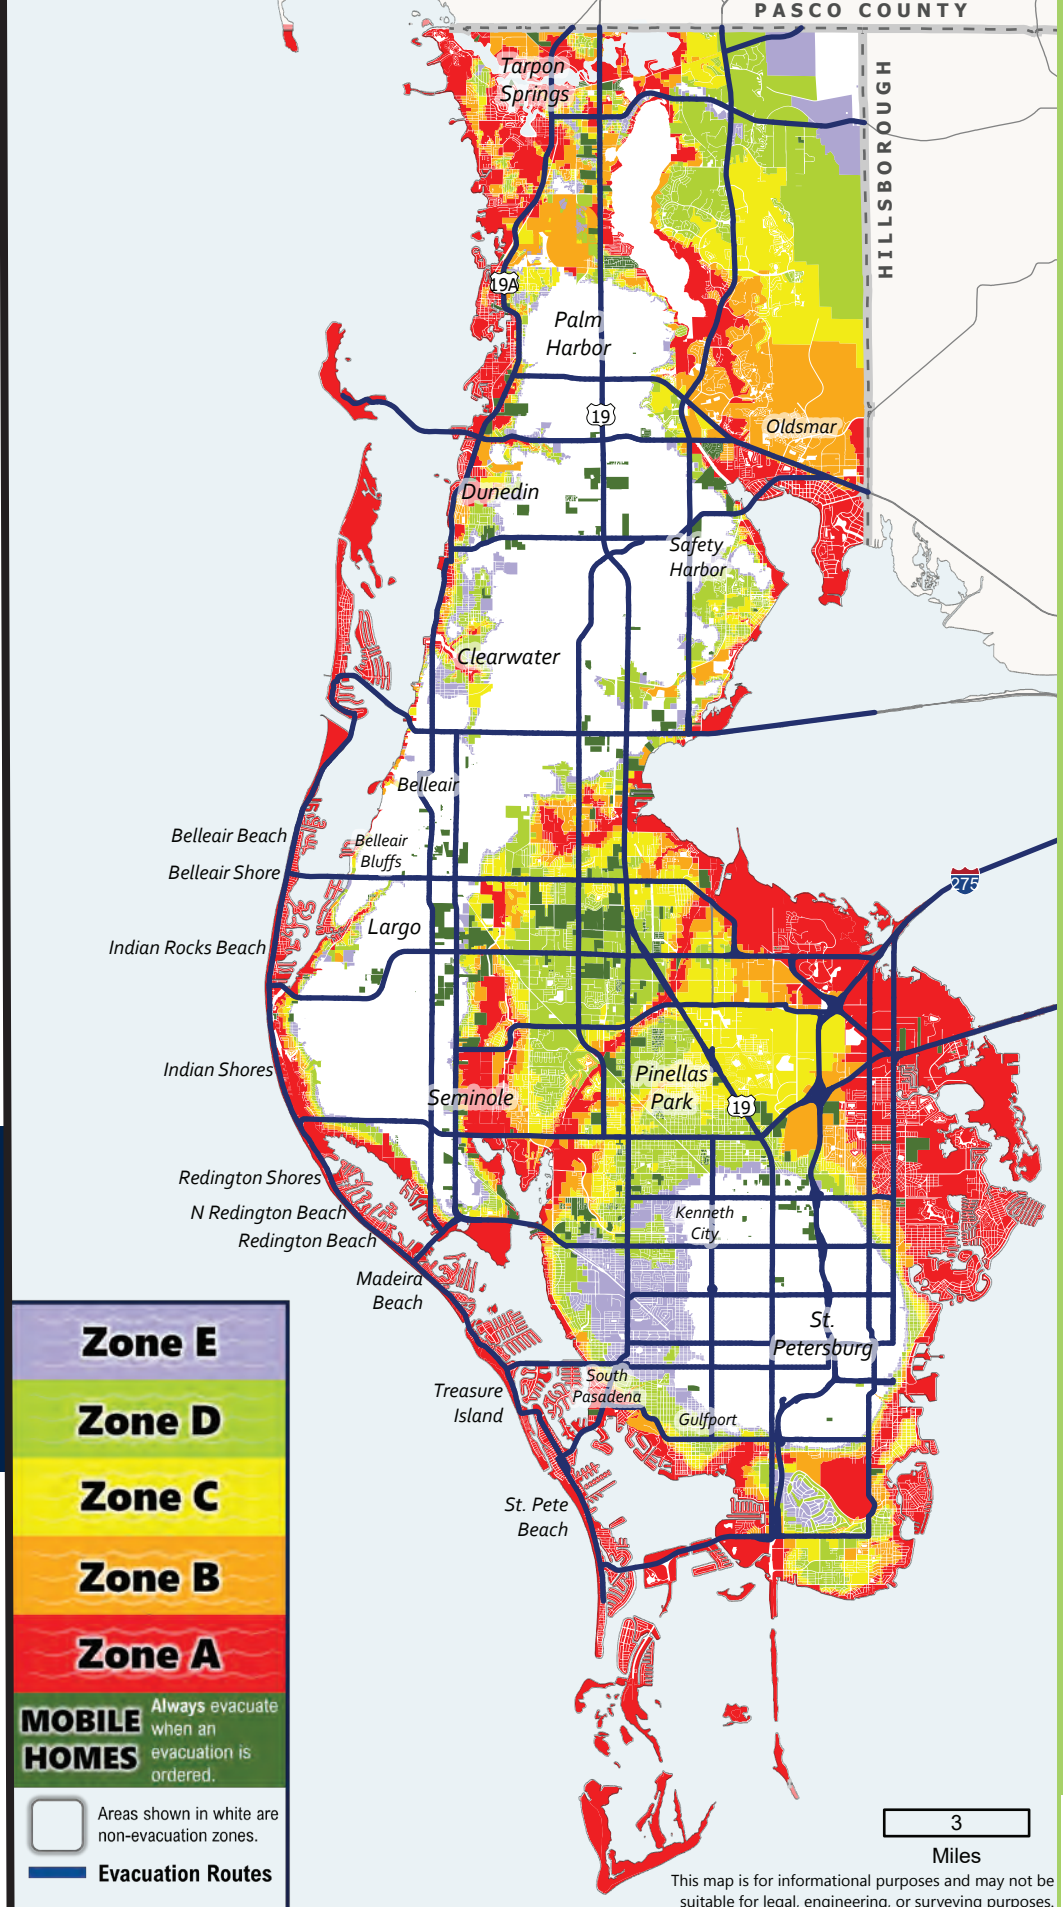 PASCO COUNTY
HILLSBOROUGH
Tarpon
Springs
19A
Palm
Harbor
19
Oldsmar
Dunedin
Safety
Harbor
Clearwater
Belleair
Belleair Beach
Belleair
Bluffs
Belleair Shore
275
Largo
Indian Rocks Beach
Indian Shores
Pinellas
Park
Seminole
19
Redington Shores
N Redington Beach
Kenneth
City
Redington Beach
Madeira
Beach
St.
Petersburg
South
Pasadena
Treasure
Island
Gulfport
St. Pete
Beach
Zone E
Zone D
Zone C
Zone B
Zone A
MOBILE
HOMES
Always evacuate
when an
evacuation is
ordered.
Areas shown in white are
non-evacuation zones.
Evacuation Routes
3
Miles
This map is for informational purposes and may not be
suitable for legal, engineering, or surveying purposes.